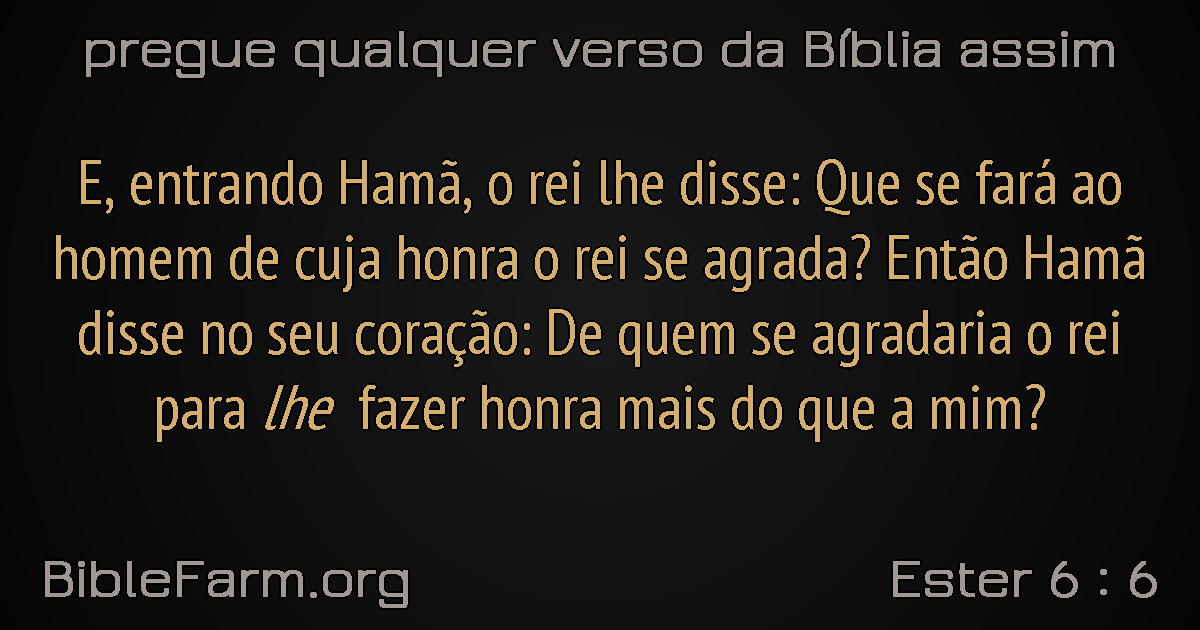 pregue qualquer verso da Bíblia assim
E, entrando Hamã, o rei lhe disse: Que se fará ao
homem de cuja honra o rei se agrada? Então Hamã
disse no seu coração: De quem se agradaria o rei
para lhe fazer honra mais do que a mim?
BibleFarm.org
Ester 6 : 6